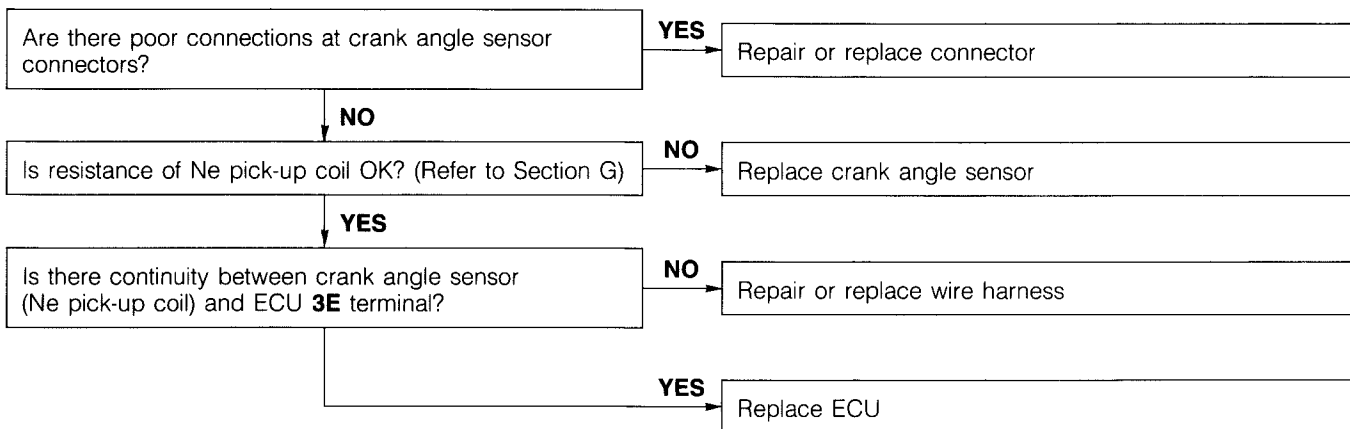 Are there poor connections at crank angle sensor
connectors?
YES
Repair or replace connector
NO
Is resistance of Ne pick-up coil OK? (Refer to Section G)
NO
Replace crank angle sensor
YES
Is there continuity between crank angle sensor
(Ne pick-up coil) and ECU 3E terminal?
NO
Repair or replace wire harness
YES
Replace ECU